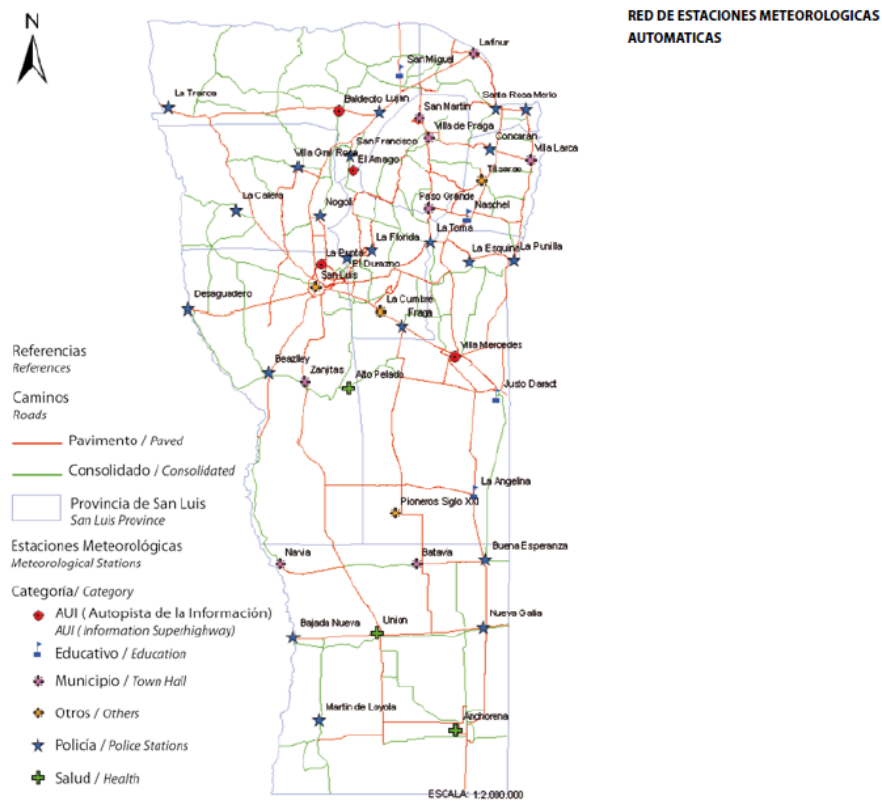 RED DE ESTACIONES METEOROLOGICAS
AUTOMATICAS
N
Lafinur
San Miguel
La Tranca
Baldecito
Lujan
Santa Rosa
Merlo
San Martin
Villa de Praga
Concaran
San Francisco
Villa Larca
Villa Gral Roca
El Amago
Tilisarao
La Calera
Nogoli
Paso Grande
Naschel
La Toma
La Florida
La Esquina
La Punilla
La Punta
El Durazno
San Luis
Desaguadero
La Cumbre
Fraga
Villa Mercedes
Beazlley
Zanjitas
Alto Pelado
Justo Daract
La Angelina
Pioneros Siglo XXI
Navia
Batavia
Buena Esperanza
Bajada Nueva
Union
Nueva Galia
Martin de Loyola
Anchorena
Referencias
References
Caminos
Roads
Pavimento / Paved
Consolidado / Consolidated
Provincia de San Luis
San Luis Province
Estaciones Meteorológicas
Meteorological Stations
Categoría/ Category
AUI ( Autopista de la Información)
AUI ( Information Superhighway)
Educativo / Education
Municipio / Town Hall
Otros / Others
Policía / Police Stations
Salud / Health
ESCALA: 1:2.000.000